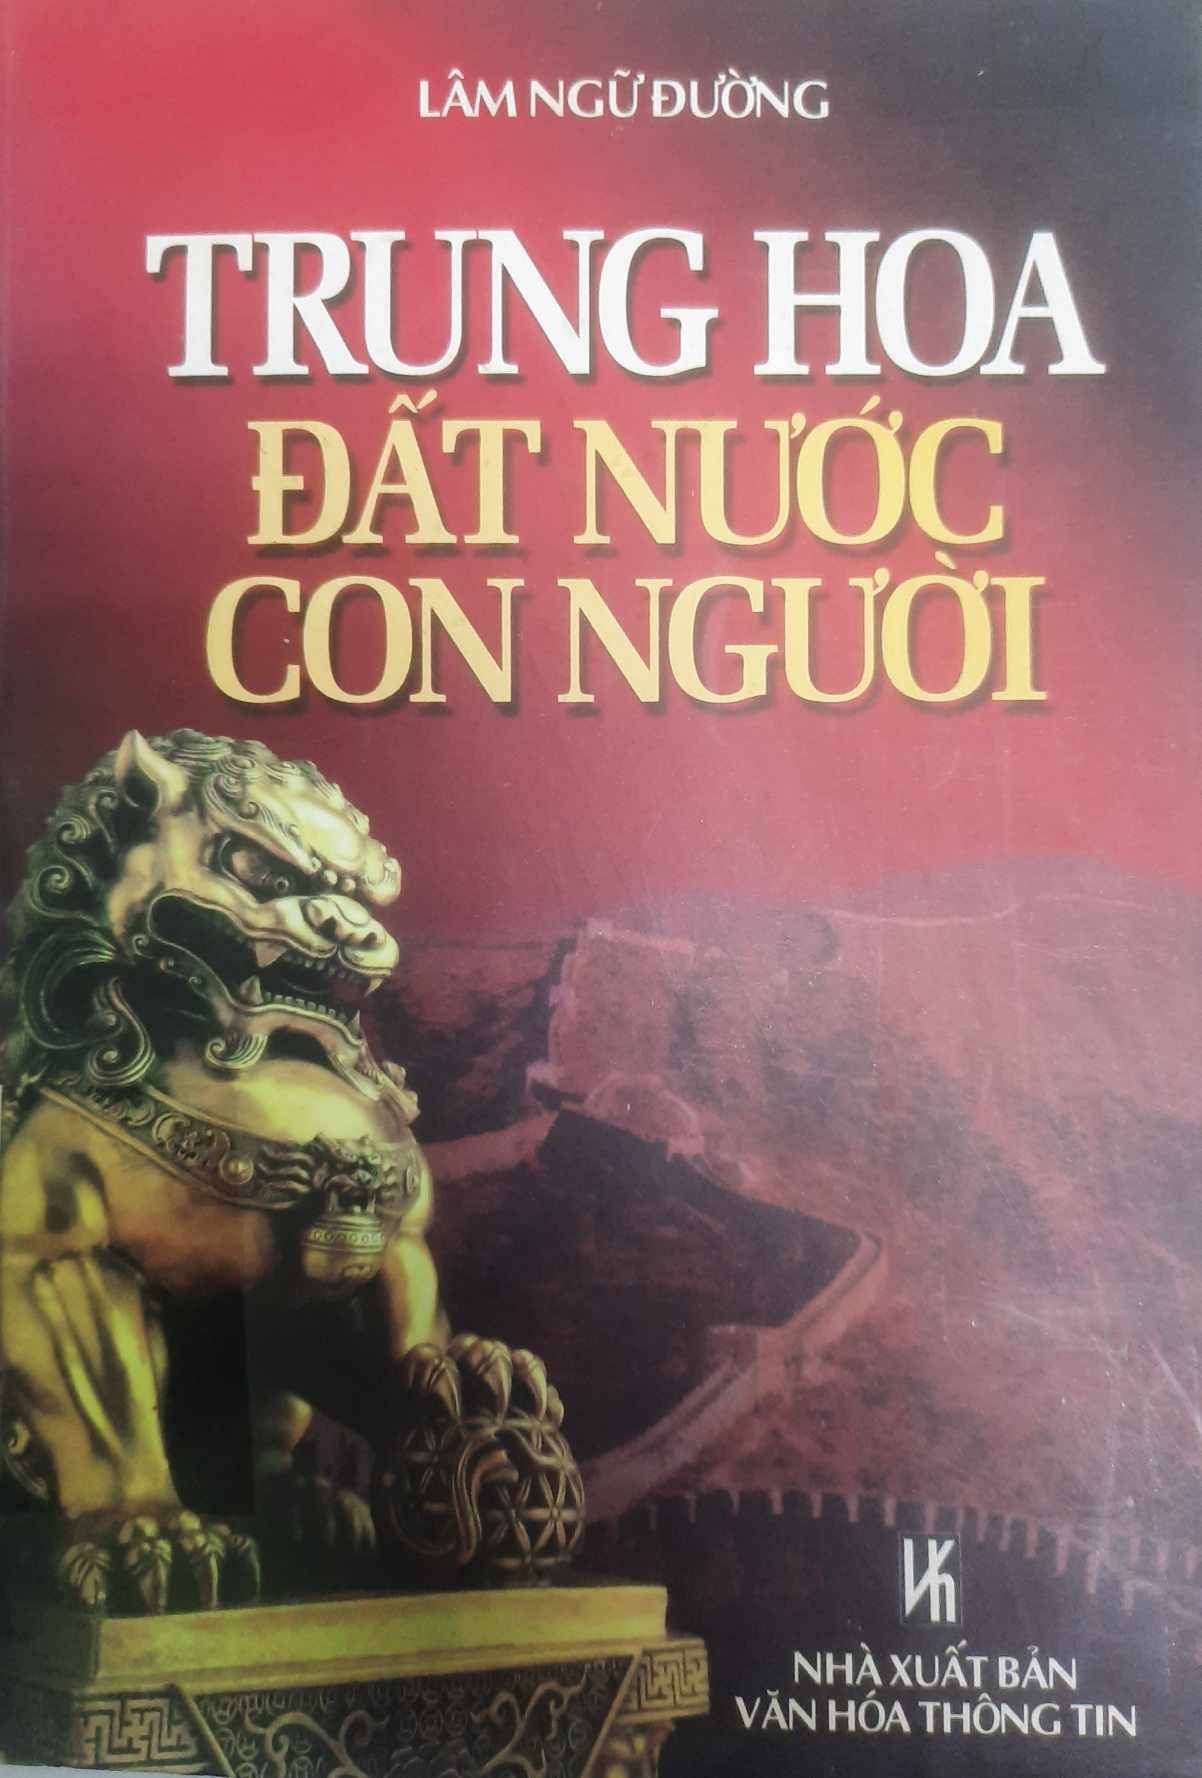 LÂM NGỮ ĐƯỜNG
TRUNG HOA
ĐẤT NƯỚC
CON NGƯỜI
NHÀ XUẤT BẢN
VĂN HÓA THÔNG TIN